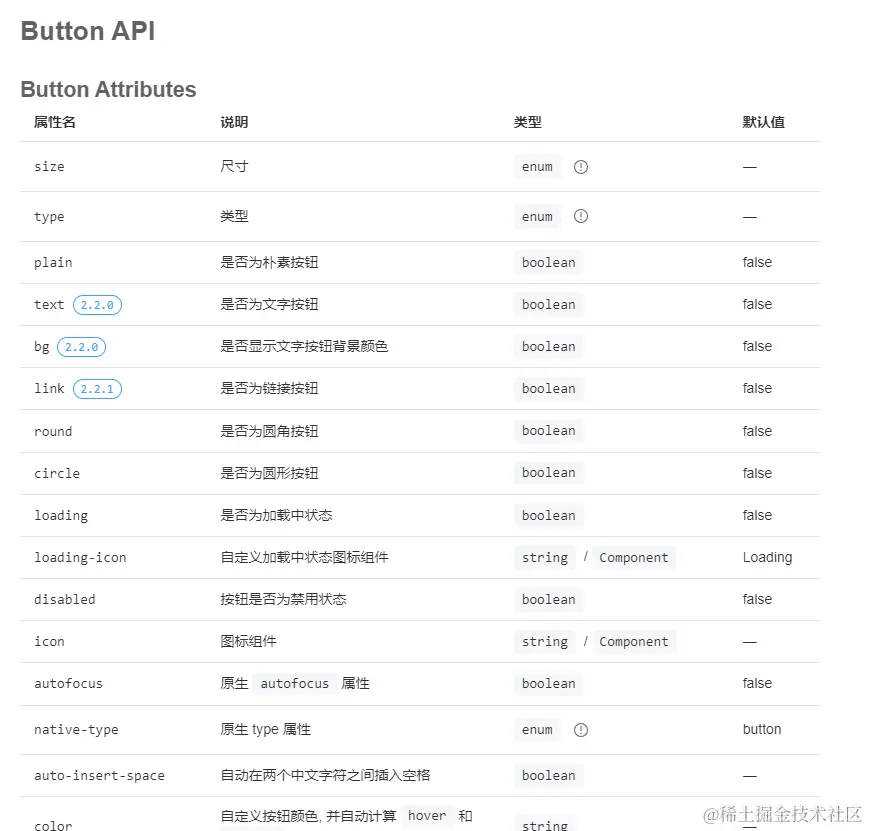 Button API
Button Attributes
属性名 说明 类型 默认值
size 尺寸 enum —
type 类型 enum —
plain 是否为朴素按钮 boolean false
text 2.2.0 是否为文字按钮 boolean false
bg 2.2.0 是否显示文字按钮背景颜色 boolean false
link 2.2.1 是否为链接按钮 boolean false
round 是否为圆角按钮 boolean false
circle 是否为圆形按钮 boolean false
loading 是否为加载中状态 boolean false
loading-icon 自定义加载中状态图标组件 string / Component Loading
disabled 按钮是否为禁用状态 boolean false
icon 图标组件 string / Component —
autofocus 原生 autofocus 属性 boolean false
native-type 原生 type 属性 enum button
auto-insert-space 自动在两个中文字符之间插入空格 boolean —
自定义按钮颜色, 并自动计算 hover 和
color string —
@稀土掘金技术社区